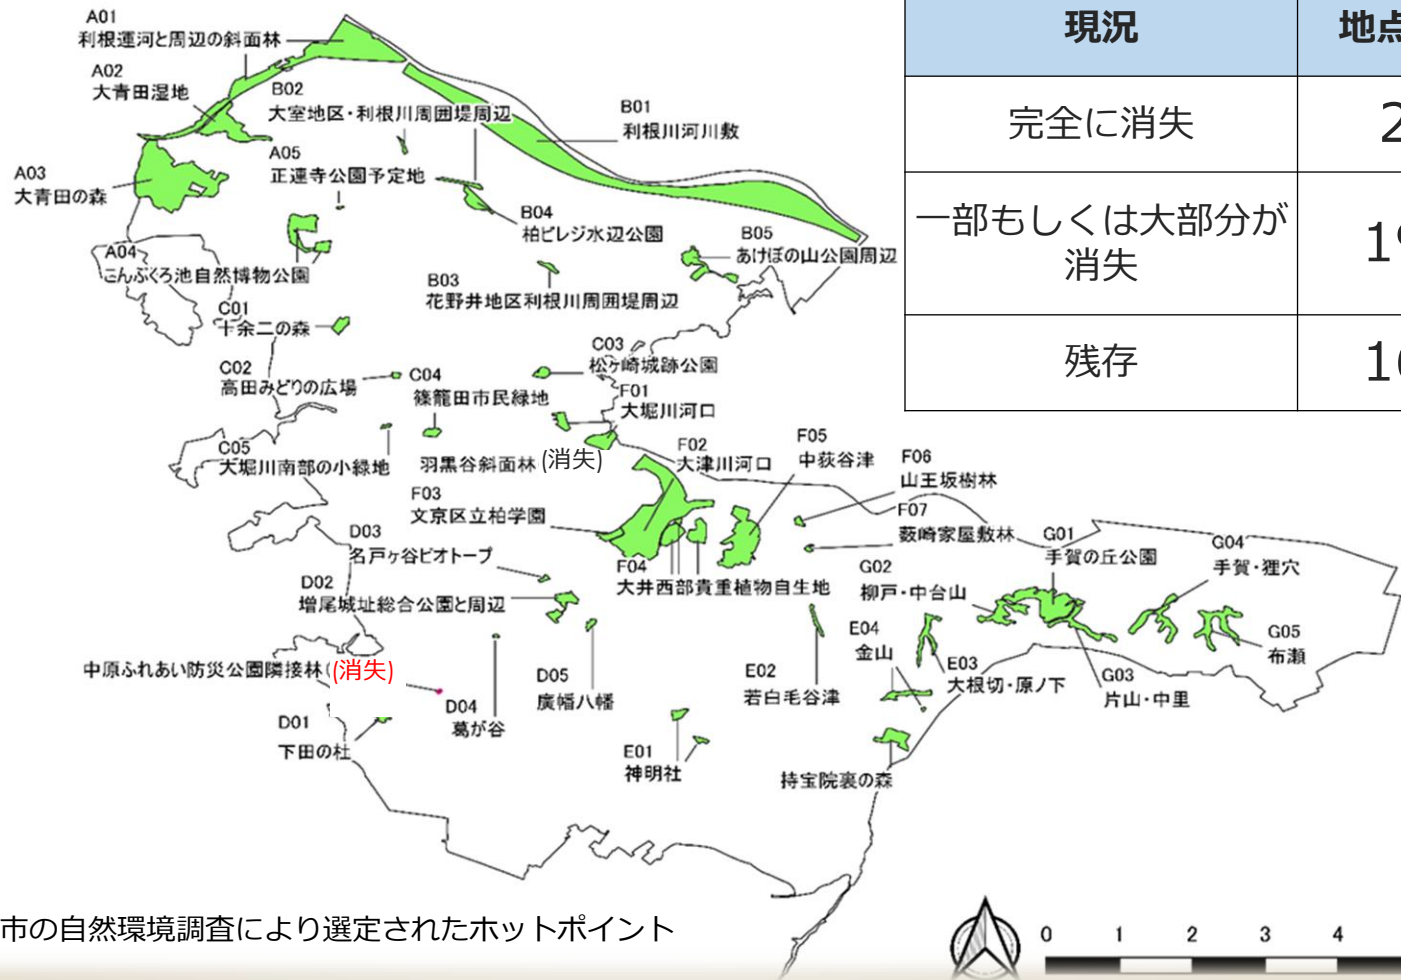 A01
利根運河と周辺の斜面林
A02
大青田湿地
B02
大室地区・利根川周囲堤周辺
B01
利根川河川敷
A05
正連寺公園予定地
A03
大青田の森
B04
柏ビレジ水辺公園
B05
あけぼの山公園周辺
A04
こんぶくろ池自然博物公園
B03
花野井地区利根川周囲堤周辺
C01
十余二の森
C03
松ヶ崎城跡公園
C02
高田みどりの広場
C04
篠籠田市民緑地
F01
大堀川河口
C05
大堀川南部の小緑地
羽黒谷斜面林(消失)
F02
大津川河口
F05
中荻谷津
F06
山王坂樹林
F03
文京区立柏学園
F07
薮崎家屋敷林
D03
名戸ヶ谷ビオトープ
F04
大井西部貴重植物自生地
G01
手賀の丘公園
G04
手賀・狸穴
G02
柳戸・中台山
D02
増尾城址総合公園と周辺
E04
金山
G05
布瀬
中原ふれあい防災公園隣接林(消失)
D05
廣幡八幡
E02
若白毛谷津
E03
大根切・原ノ下
G03
片山・中里
D04
葛が谷
D01
下田の杜
E01
神明社
持宝院裏の森
現況 地点
完全に消失 2
一部もしくは大部分が
消失 1
残存 1
市の自然環境調査により選定されたホットポイント
0 1 2 3 4